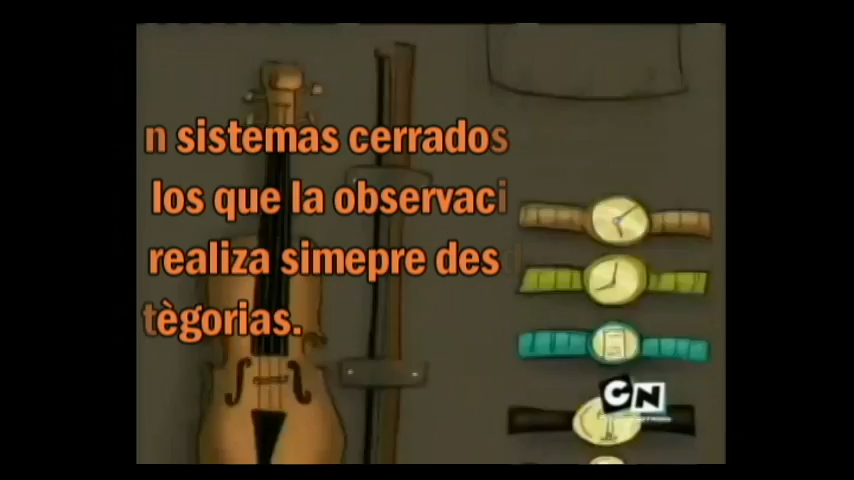 n sistemas cerrados
los que la observaci
realiza simepre des
tègorias.
CN